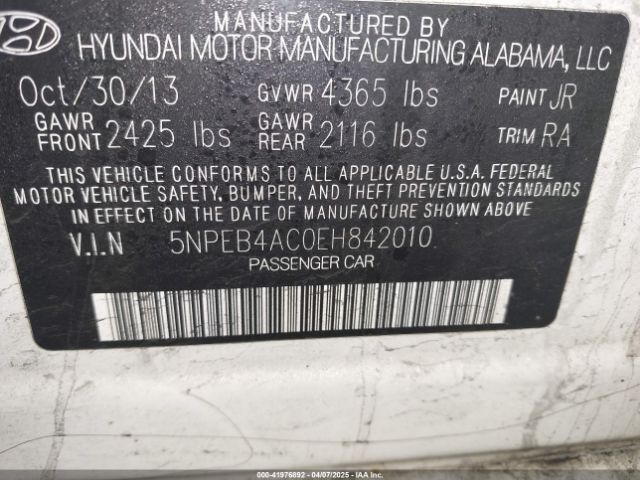 MANUFACTURED BY
HYUNDAI MOTOR MANUFACTURING ALABAMA, LLC
Oct/30/13 GVWR 4365 lbs PAINT JR
GAWR FRONT 2425 lbs GAWR REAR 2116 lbs TRIM RA
THIS VEHICLE CONFORMS TO ALL APPLICABLE U.S.A. FEDERAL
MOTOR VEHICLE SAFETY, BUMPER, AND THEFT PREVENTION STANDARDS
IN EFFECT ON THE DATE OF MANUFACTURE SHOWN ABOVE
V.I.N 5NPEB4AC0EH842010
PASSENGER CAR
000-41976892 - 04/07/2025 - IAAI.COM